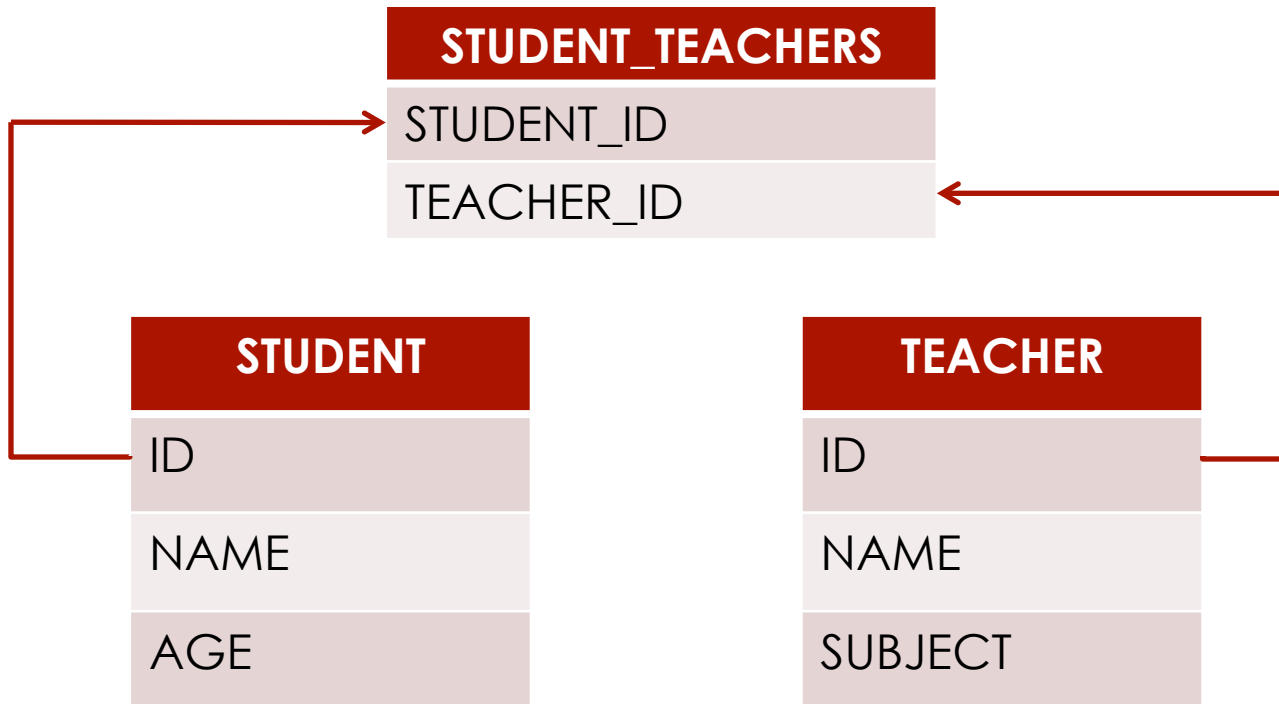 STUDENT_TEACHERS
STUDENT_ID
TEACHER_ID
STUDENT
ID
NAME
AGE
TEACHER
ID
NAME
SUBJECT